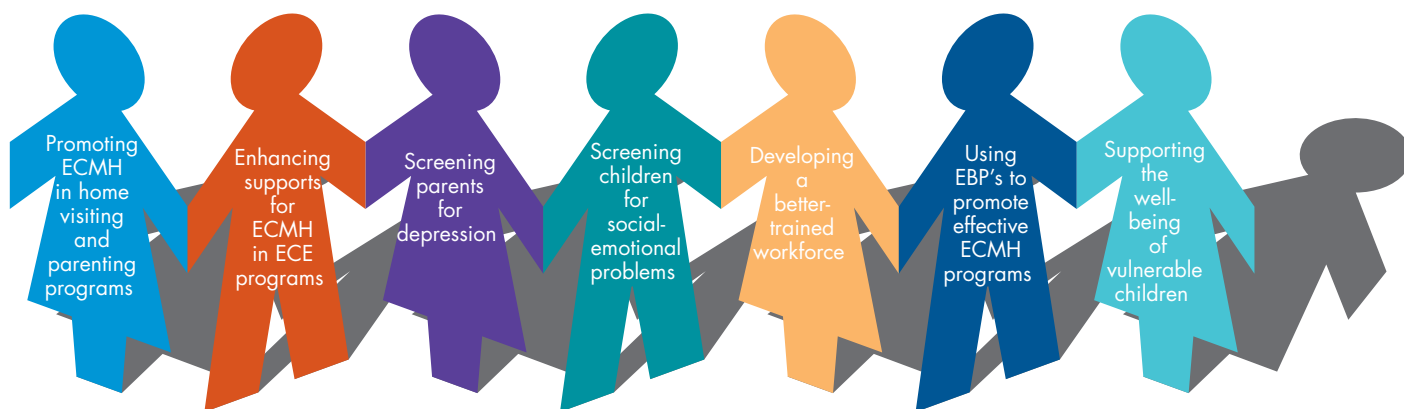 Promoting
ECMH
in home
visiting
and
parenting
programs
Enhancing
supports
for
ECMH
in ECE
programs
Screening
parents
for
depression
Screening
children
for
social-
emotional
problems
Developing
a
better-
trained
workforce
Using
EBP’s to
promote
effective
ECMH
programs
Supporting
the
well-
being
of
vulnerable
children